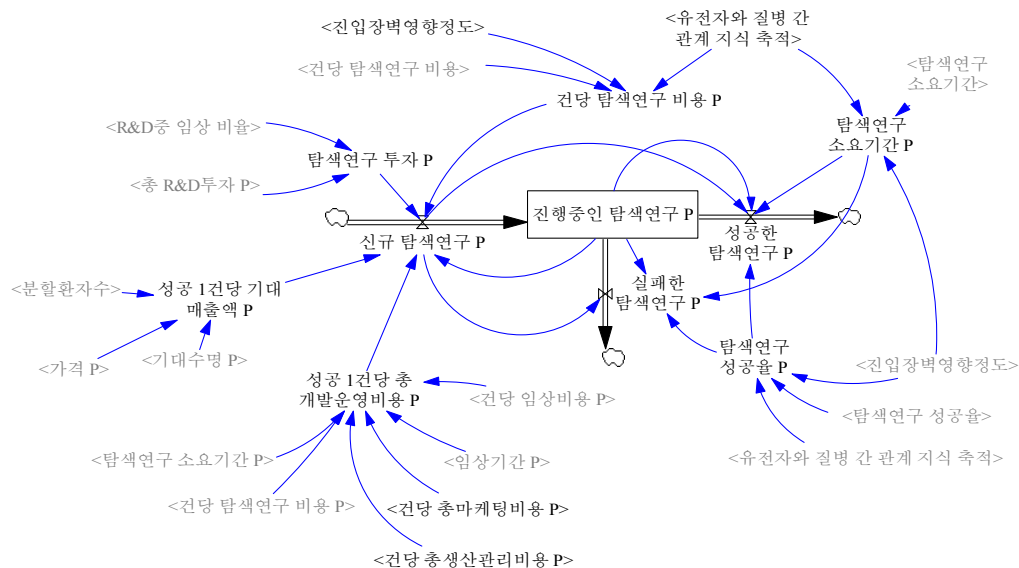 <진입장벽영향정도>
<유전자와 질병 간
관계 지식 축적>
<건당 탐색연구 비용>
<탐색연구
소요기간>
건당 탐색연구 비용 P
<R&D중 임상 비율>
탐색연구
소요기간 P
탐색연구 투자 P
<총 R&D투자 P>
진행중인 탐색연구 P
신규 탐색연구 P
성공한
탐색연구 P
<분할환자수>
성공 1건당 기대
매출액 P
실패한
탐색연구 P
<가격 P>
<기대수명 P>
탐색연구
성공율 P
<진입장벽영향정도>
성공 1건당 총
개발운영비용 P
<건당 임상비용 P>
<탐색연구 성공율>
<탐색연구 소요기간 P>
<임상기간 P>
<유전자와 질병 간 관계 지식 축적>
<건당 탐색연구 비용 P>
<건당 총마케팅비용 P>
<건당 총생산관리비용 P>